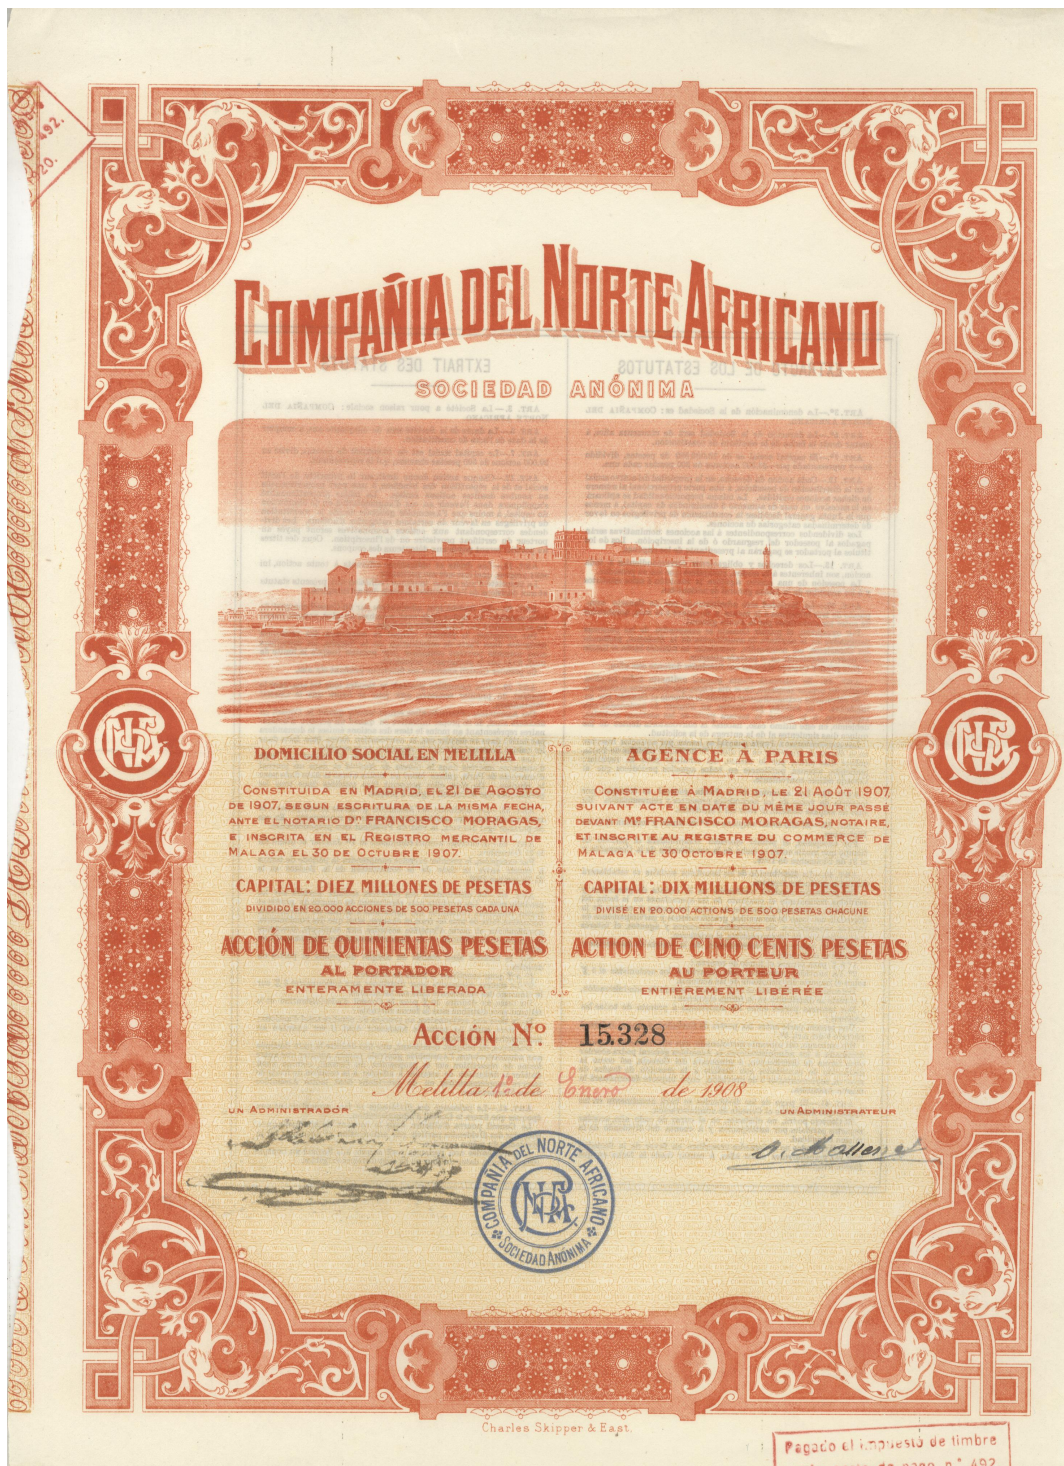 492.
20.
COMPAÑIA DEL NORTE AFRICANO
SOCIEDAD ANÓNIMA
DOMICILIO SOCIAL EN MELILLA
CONSTITUIDA EN MADRID, EL 21 DE AGOSTO
DE 1907, SEGUN ESCRITURA DE LA MISMA FECHA,
ANTE EL NOTARIO Dn FRANCISCO MORAGAS,
E INSCRITA EN EL REGISTRO MERCANTIL DE
MALAGA EL 30 DE OCTUBRE 1907.
CAPITAL: DIEZ MILLONES DE PESETAS
DIVIDIDO EN 20.000 ACCIONES DE 500 PESETAS CADA UNA
ACCIÓN DE QUINIENTAS PESETAS
AL PORTADOR
ENTERAMENTE LIBERADA
AGENCE À PARIS
CONSTITUÉE À MADRID, LE 21 AOÛT 1907,
SUIVANT ACTE EN DATE DU MÊME JOUR PASSÉ
DEVANT Me FRANCISCO MORAGAS, NOTAIRE,
ET INSCRITE AU REGISTRE DU COMMERCE DE
MALAGA LE 30 OCTOBRE 1907.
CAPITAL: DIX MILLIONS DE PESETAS
DIVISÉ EN 20.000 ACTIONS DE 500 PESETAS CHACUNE
ACTION DE CINQ CENTS PESETAS
AU PORTEUR
ENTIEREMENT LIBÉRÉE
ACCIÓN No. 15.328
Melilla 1º de Enero de 1908
UN ADMINISTRADOR
UN ADMINISTRATEUR
COMPAÑIA DEL NORTE AFRICANO
SOCIEDAD ANÓNIMA
Charles Skipper & East.
Pagado el impuesto de timbre
de pago n.° 492